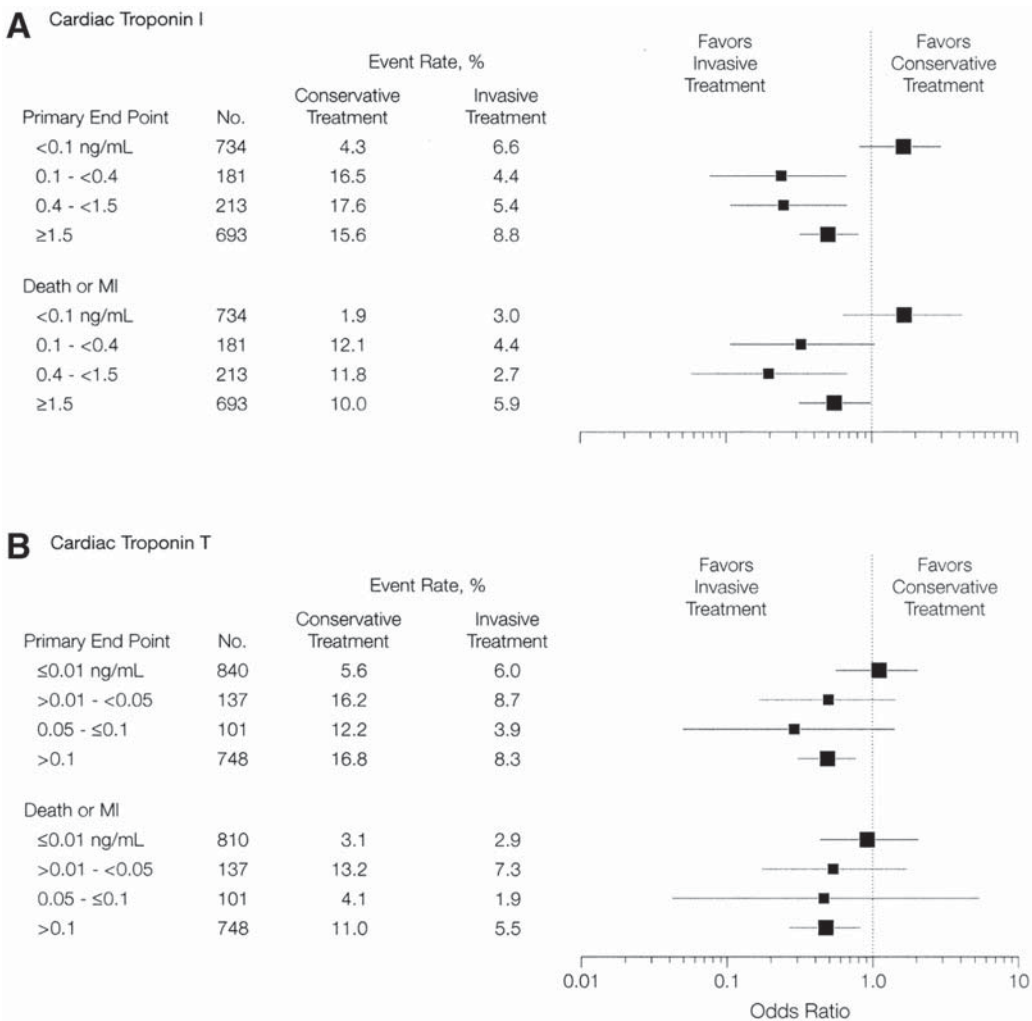 A Cardiac Troponin I
Favors Invasive Treatment
Favors Conservative Treatment
Event Rate, %
Primary End Point No. Conservative Treatment Invasive Treatment
<0.1 ng/mL 734 4.3 6.6
0.1 - <0.4 181 16.5 4.4
0.4 - <1.5 213 17.6 5.4
≥1.5 693 15.6 8.8
Death or MI
<0.1 ng/mL 734 1.9 3.0
0.1 - <0.4 181 12.1 4.4
0.4 - <1.5 213 11.8 2.7
≥1.5 693 10.0 5.9
B Cardiac Troponin T
Favors Invasive Treatment
Favors Conservative Treatment
Event Rate, %
Primary End Point No. Conservative Treatment Invasive Treatment
≤0.01 ng/mL 840 5.6 6.0
>0.01 - <0.05 137 16.2 8.7
0.05 - ≤0.1 101 12.2 3.9
>0.1 748 16.8 8.3
Death or MI
≤0.01 ng/mL 810 3.1 2.9
>0.01 - <0.05 137 13.2 7.3
0.05 - ≤0.1 101 4.1 1.9
>0.1 748 11.0 5.5
0.01 0.1 1.0 10
Odds Ratio